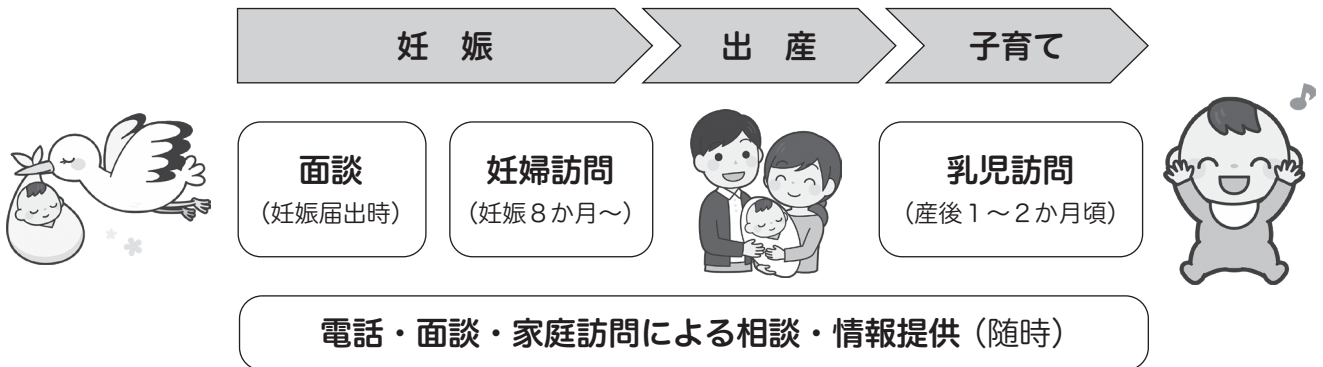 妊　娠
出　産
子育て
面談
（妊娠届出時）
妊婦訪問
（妊娠８か月～）
乳児訪問
（産後１～２か月頃）
電話・面談・家庭訪問による相談・情報提供（随時）